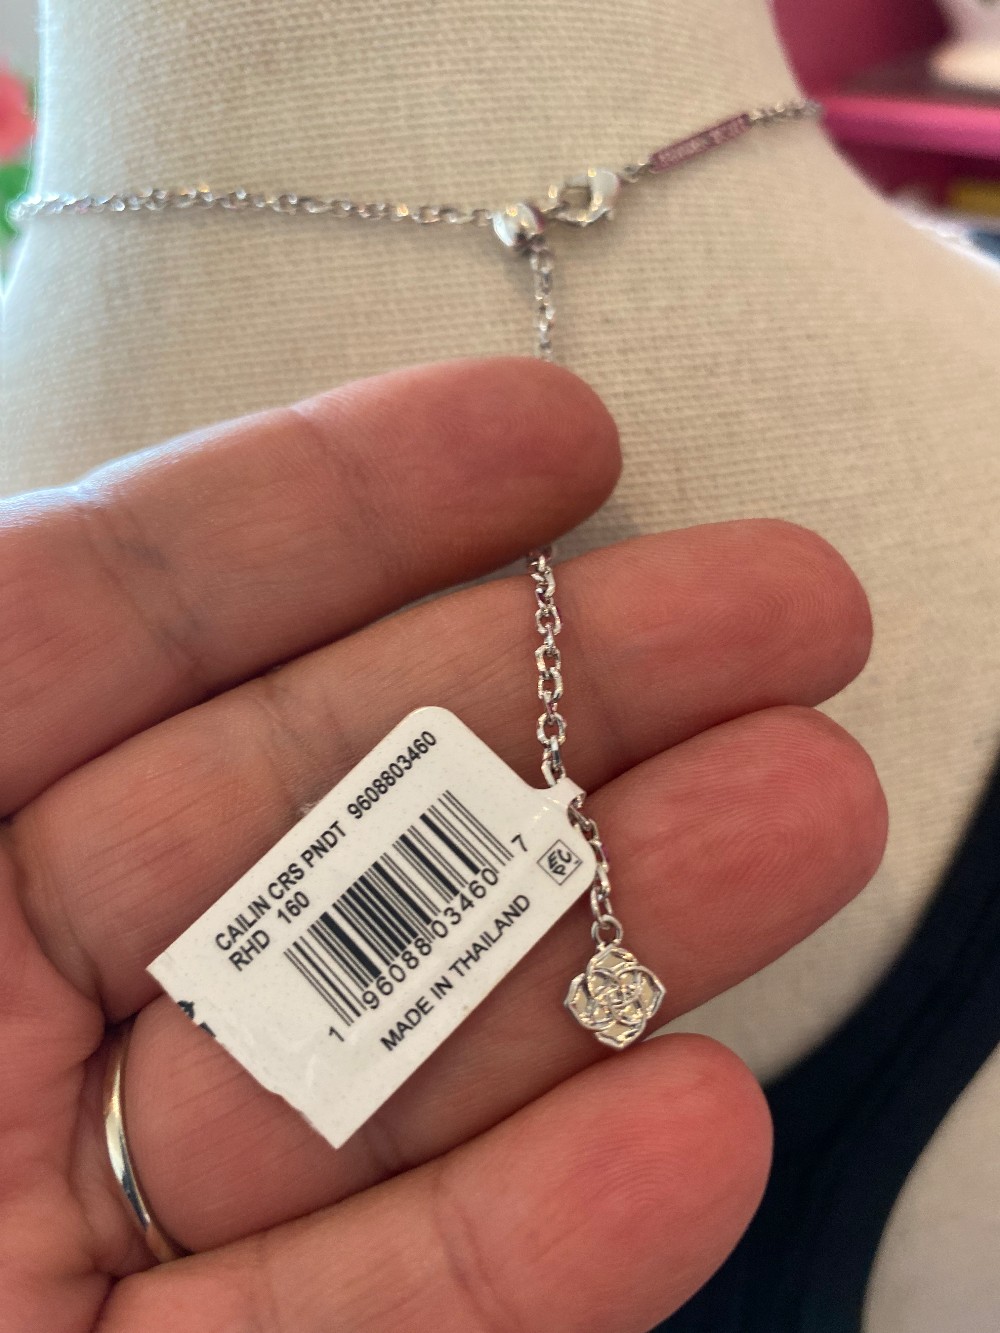 CAILIN CRS PNDT 9608803460
RHD 160
1 96088 03460 7
MADE IN THAILAND